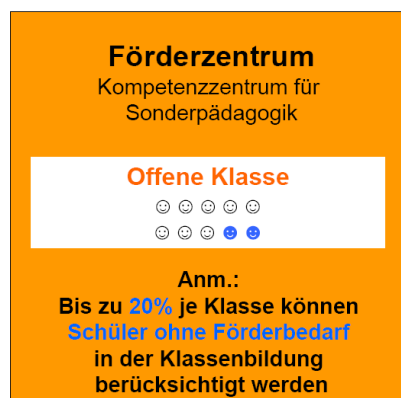 Förderzentrum
Kompetenzzentrum für
Sonderpädagogik
Offene Klasse
☺ ☺ ☺ ☺ ☺
☺ ☺ ☺ ☻ ☻
Anm.:
Bis zu 20% je Klasse können
Schüler ohne Förderbedarf
in der Klassenbildung
berücksichtigt werden